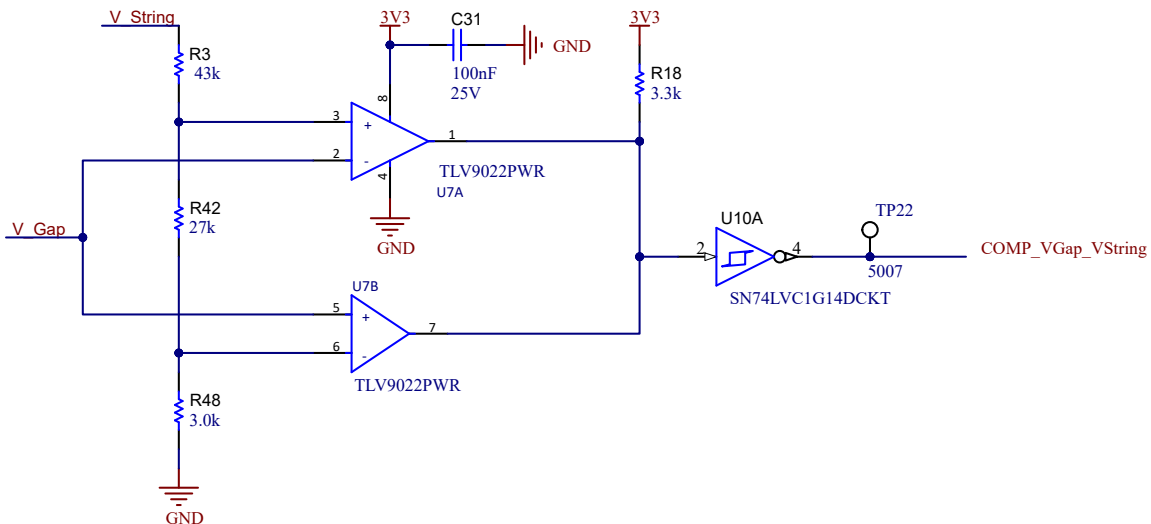 V_String
3V3
C31
3V3
GND
R3
43k
100nF
25V
R18
3.3k
8
3
+
1
2
-
TLV9022PWR
4
U7A
R42
27k
TP22
U10A
V_Gap
GND
2
4
COMP_VGap_VString
5007
U7B
SN74LVC1G14DCKT
5
+
7
6
-
TLV9022PWR
R48
3.0k
GND